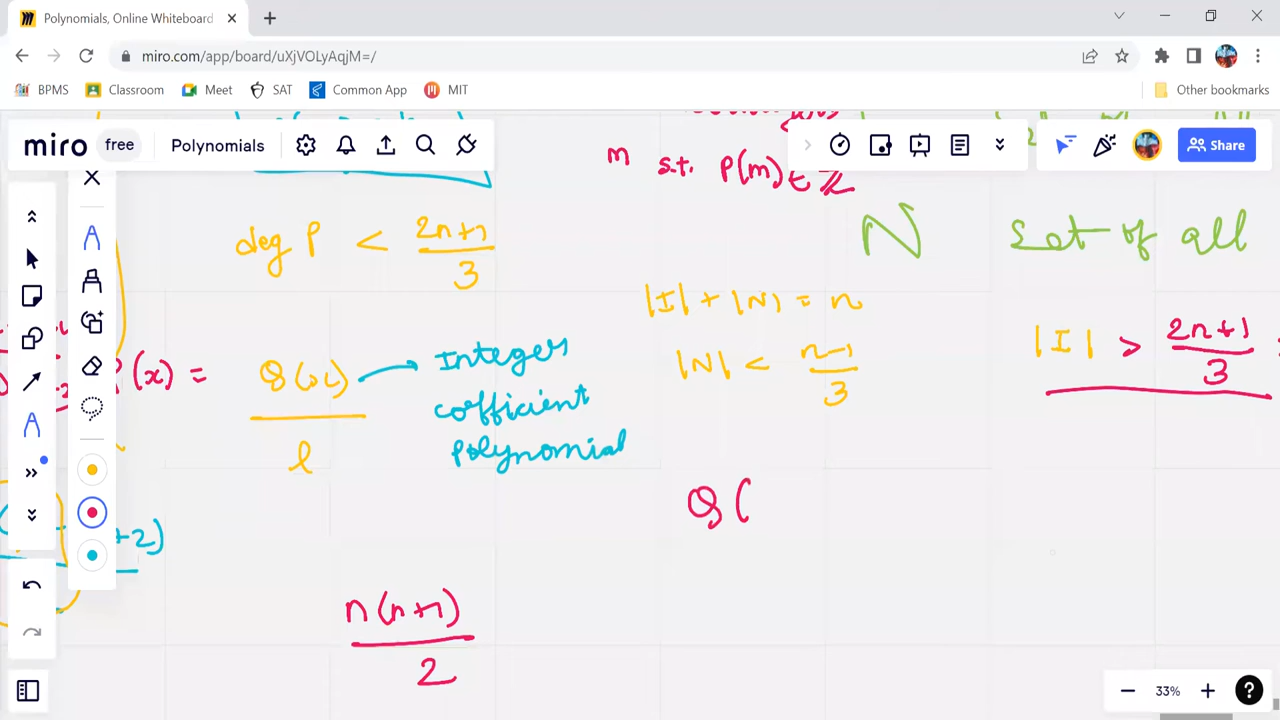 Polynomials, Online Whiteboard
miro.com/app/board/uXjVOLyAqjM=/
BPMS
Classroom
Meet
SAT
Common App
MIT
Other bookmarks
miro
free
Polynomials
Share
m s.t. P(m) ∈ ℤ
deg P < 2n+1
3
N set of all
|I| + |N| = n
|N| < n-1
3
|I| > 2n+1
3
P(x) = Q(x)
l
Integer
cofficient
polynomial
Q(
+2)
n(n+1)
2
33%